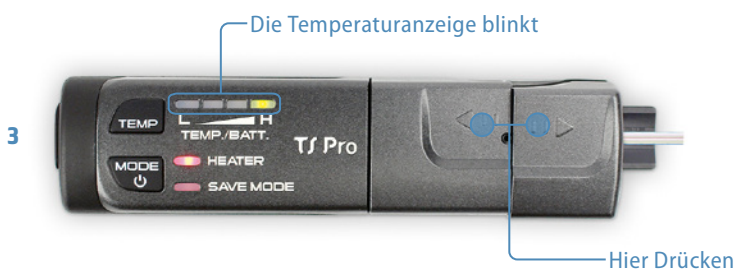 Die Temperaturanzeige blinkt
3
TEMP
L H
TEMP./BATT.
TS Pro
MODE
HEATER
SAVE MODE
Hier Drücken